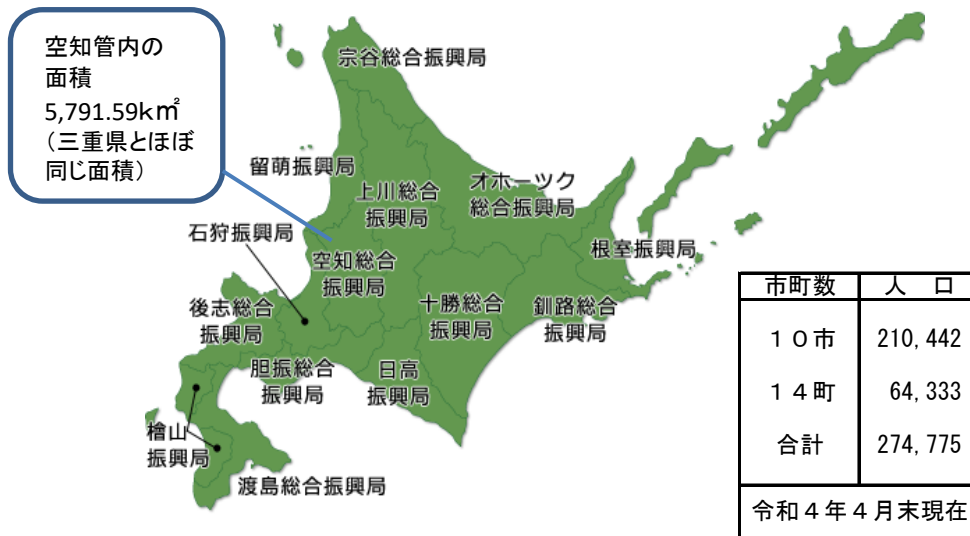 空知管内の
面積
5,791.59k㎡
（三重県とほぼ
同じ面積）
宗谷総合振興局
留萌振興局
上川総合
振興局
オホーツク
総合振興局
石狩振興局
根室振興局
空知総合
振興局
後志総合
振興局
十勝総合
振興局
釧路総合
振興局
胆振総合
振興局
日高
振興局
檜山
振興局
渡島総合振興局
市町数 人　口
１０市 210,442
１４町 64,333
合計 274,775
令和４年４月末現在